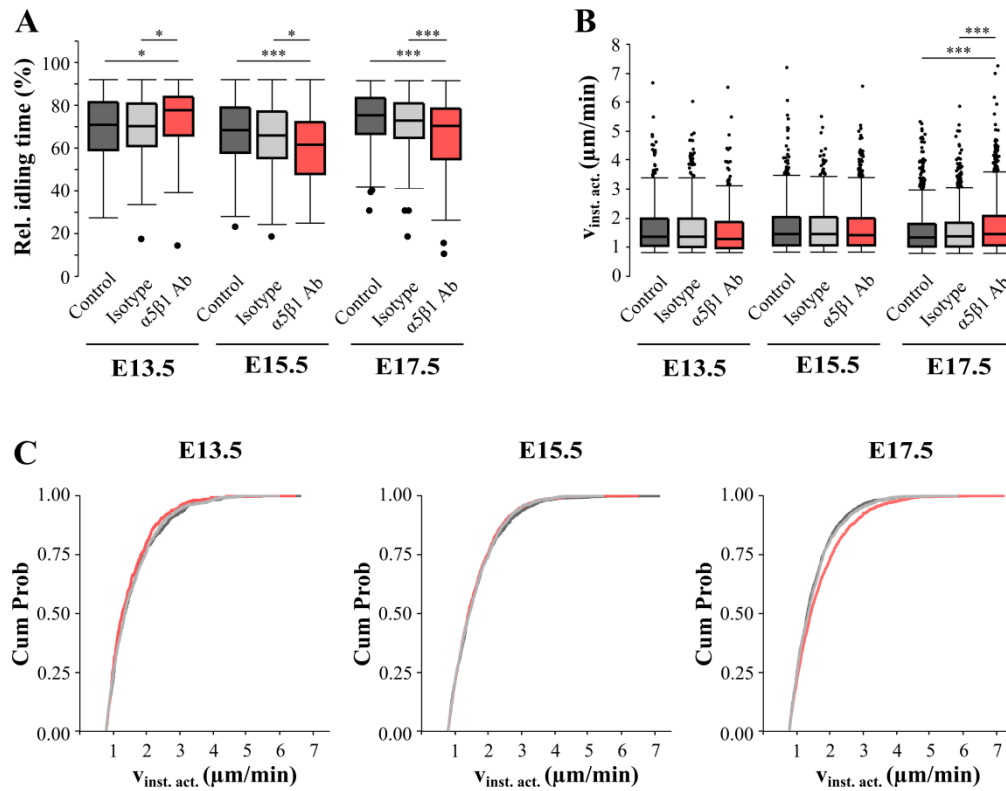 A
* * *
* *** ***
Rel. idling time (%)
100
80
60
40
20
0
Control Isotype α5β1 Ab Control Isotype α5β1 Ab Control Isotype α5β1 Ab
E13.5 E15.5 E17.5
B
***
***
v inst. act. (µm/min)
8
7
6
5
4
3
2
1
0
Control Isotype α5β1 Ab Control Isotype α5β1 Ab Control Isotype α5β1 Ab
E13.5 E15.5 E17.5
C
E13.5
Cum Prob
1.00
0.75
0.50
0.25
0.00
1 2 3 4 5 6 7
v inst. act. (µm/min)
E15.5
Cum Prob
1.00
0.75
0.50
0.25
0.00
1 2 3 4 5 6 7
v inst. act. (µm/min)
E17.5
Cum Prob
1.00
0.75
0.50
0.25
0.00
1 2 3 4 5 6 7
v inst. act. (µm/min)